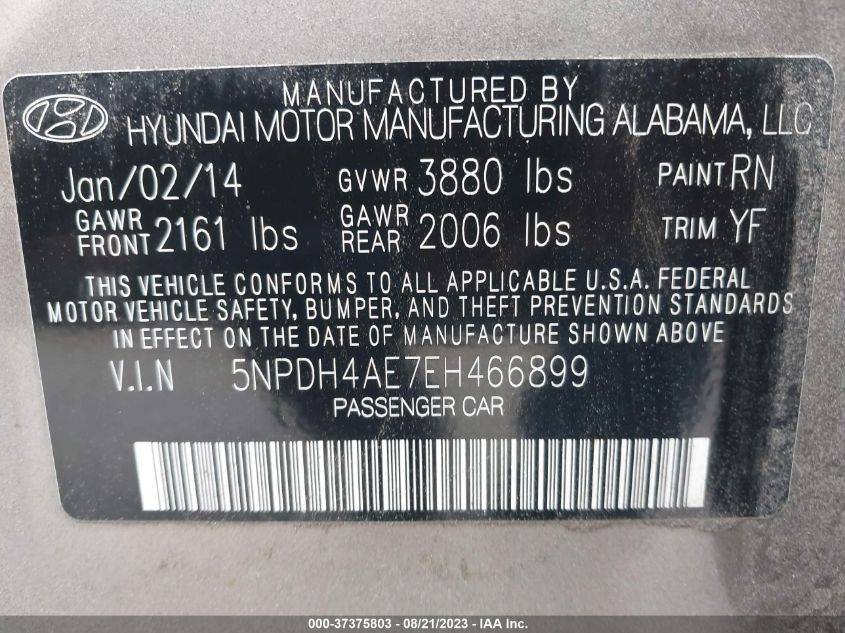 MANUFACTURED BY
HYUNDAI MOTOR MANUFACTURING ALABAMA, LLC
Jan/02/14 GVWR 3880 lbs PAINT RN
GAWR FRONT 2161 lbs GAWR REAR 2006 lbs TRIM YF
THIS VEHICLE CONFORMS TO ALL APPLICABLE U.S.A. FEDERAL
MOTOR VEHICLE SAFETY, BUMPER, AND THEFT PREVENTION STANDARDS
IN EFFECT ON THE DATE OF MANUFACTURE SHOWN ABOVE
V.I.N 5NPDH4AE7EH466899
PASSENGER CAR
000-37375803 - 08/21/2023 - IAAI.com